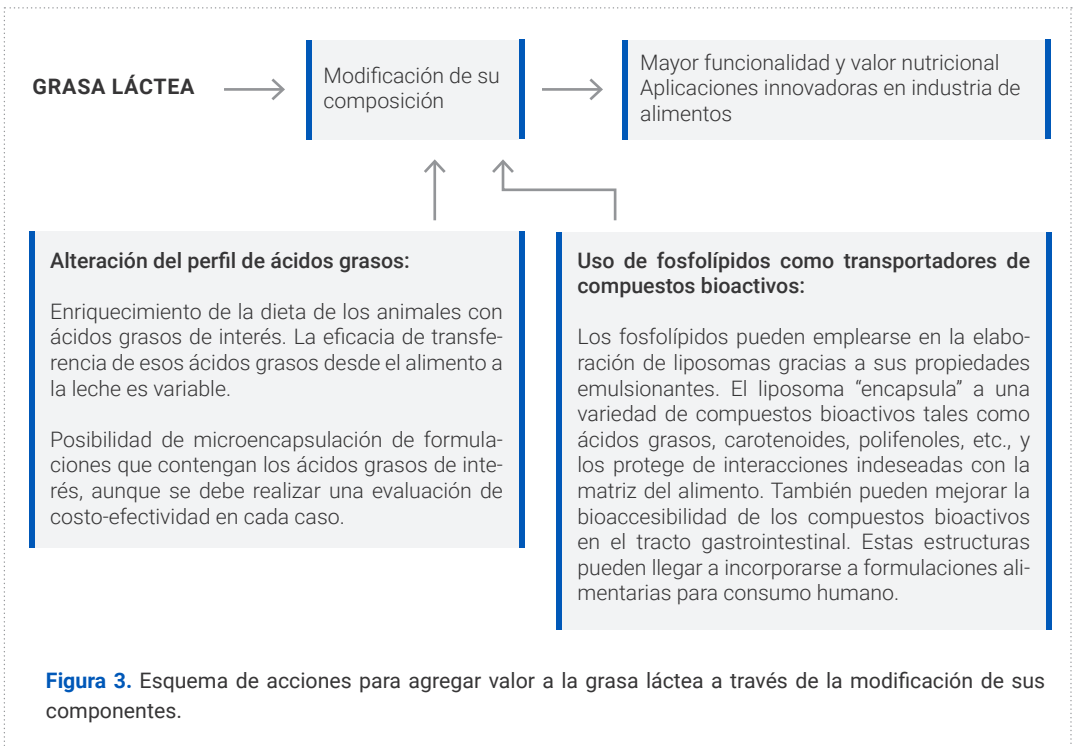 GRASA LÁCTEA
Modificación de su
composición
Mayor funcionalidad y valor nutricional
Aplicaciones innovadoras en industria de
alimentos
Alteración del perfil de ácidos grasos:
Enriquecimiento de la dieta de los animales con
ácidos grasos de interés. La eficacia de transfe-
rencia de esos ácidos grasos desde el alimento a
la leche es variable.
Posibilidad de microencapsulación de formula-
ciones que contengan los ácidos grasos de inte-
rés, aunque se debe realizar una evaluación de
costo-efectividad en cada caso.
Uso de fosfolípidos como transportadores de
compuestos bioactivos:
Los fosfolípidos pueden emplearse en la elabo-
ración de liposomas gracias a sus propiedades
emulsionantes. El liposoma “encapsula” a una
variedad de compuestos bioactivos tales como
ácidos grasos, carotenoides, polifenoles, etc., y
los protege de interacciones indeseadas con la
matriz del alimento. También pueden mejorar la
bioaccesibilidad de los compuestos bioactivos
en el tracto gastrointestinal. Estas estructuras
pueden llegar a incorporarse a formulaciones ali-
mentarias para consumo humano.
Figura 3. Esquema de acciones para agregar valor a la grasa láctea a través de la modificación de sus
componentes.